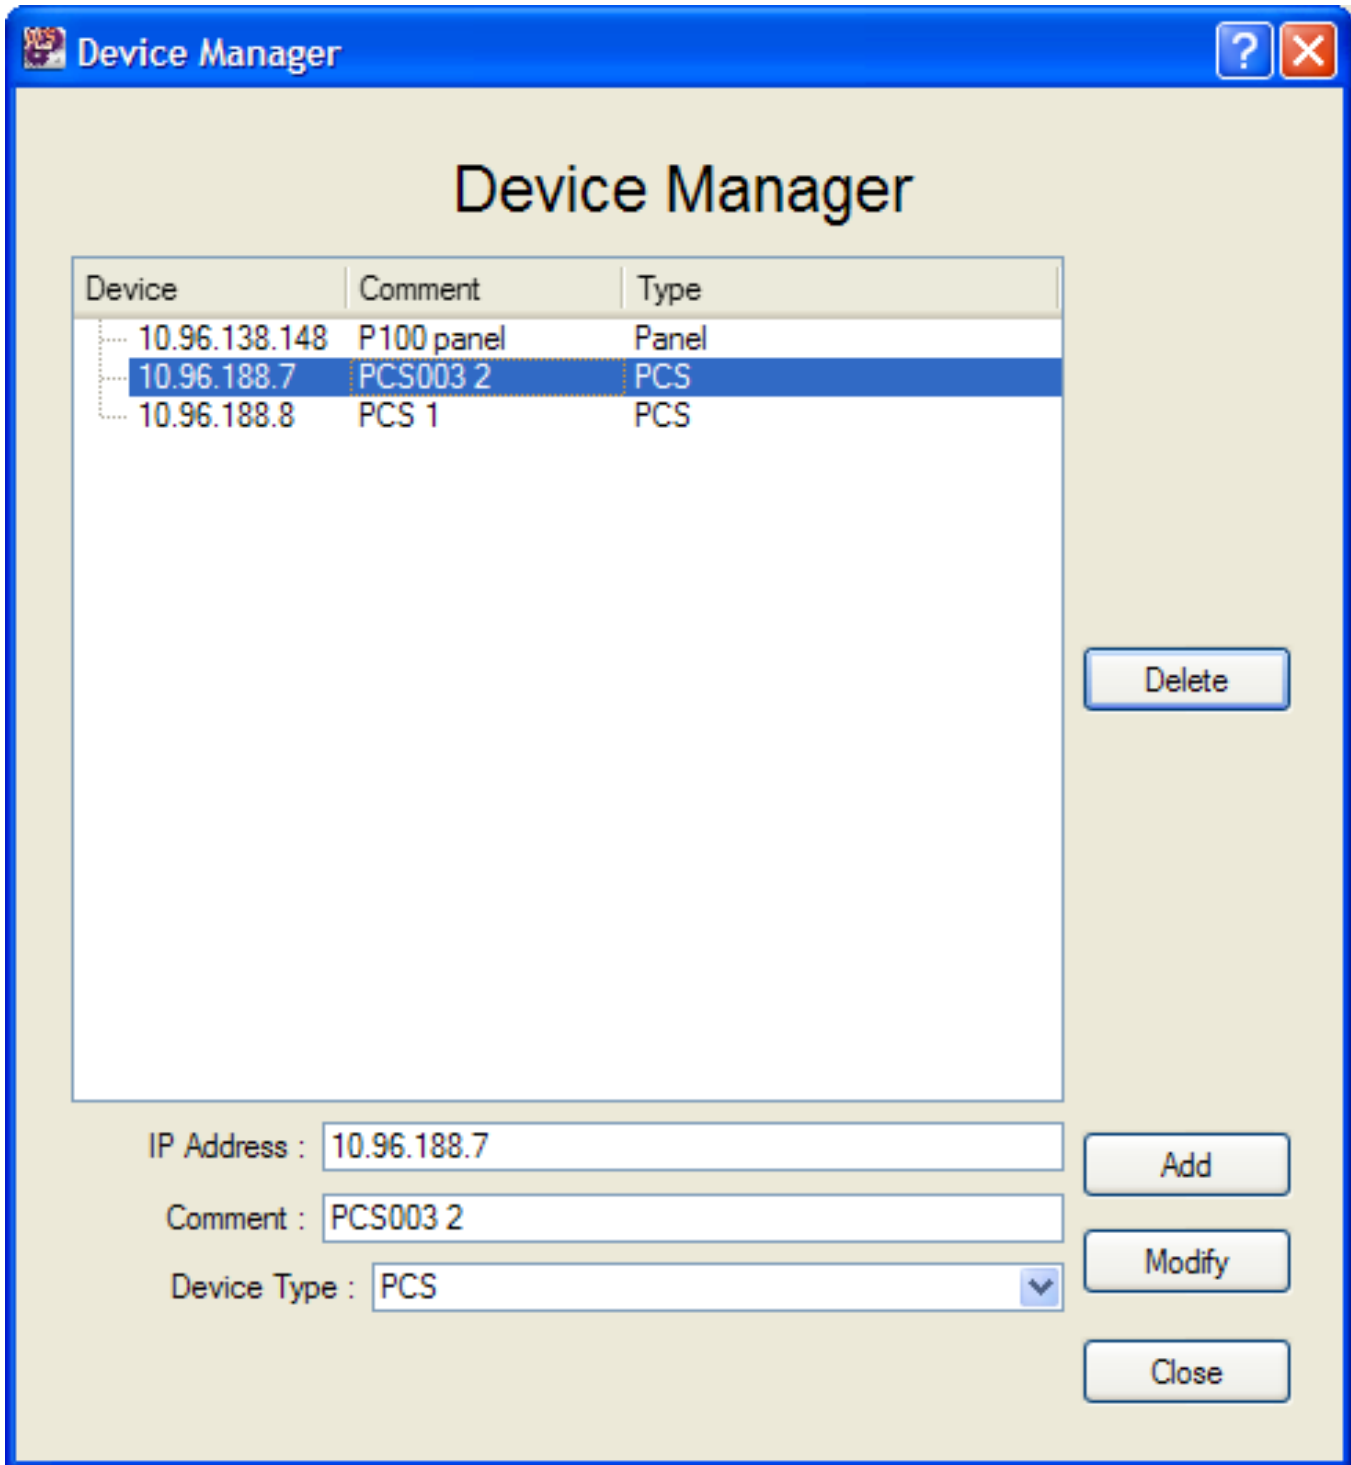 Device Manager
Device Manager
Device Comment Type
10.96.138.148 P100 panel Panel
10.96.188.7 PCS003 2 PCS
10.96.188.8 PCS 1 PCS
Delete
IP Address : 10.96.188.7
Add
Comment : PCS003 2
Modify
Device Type : PCS
Close